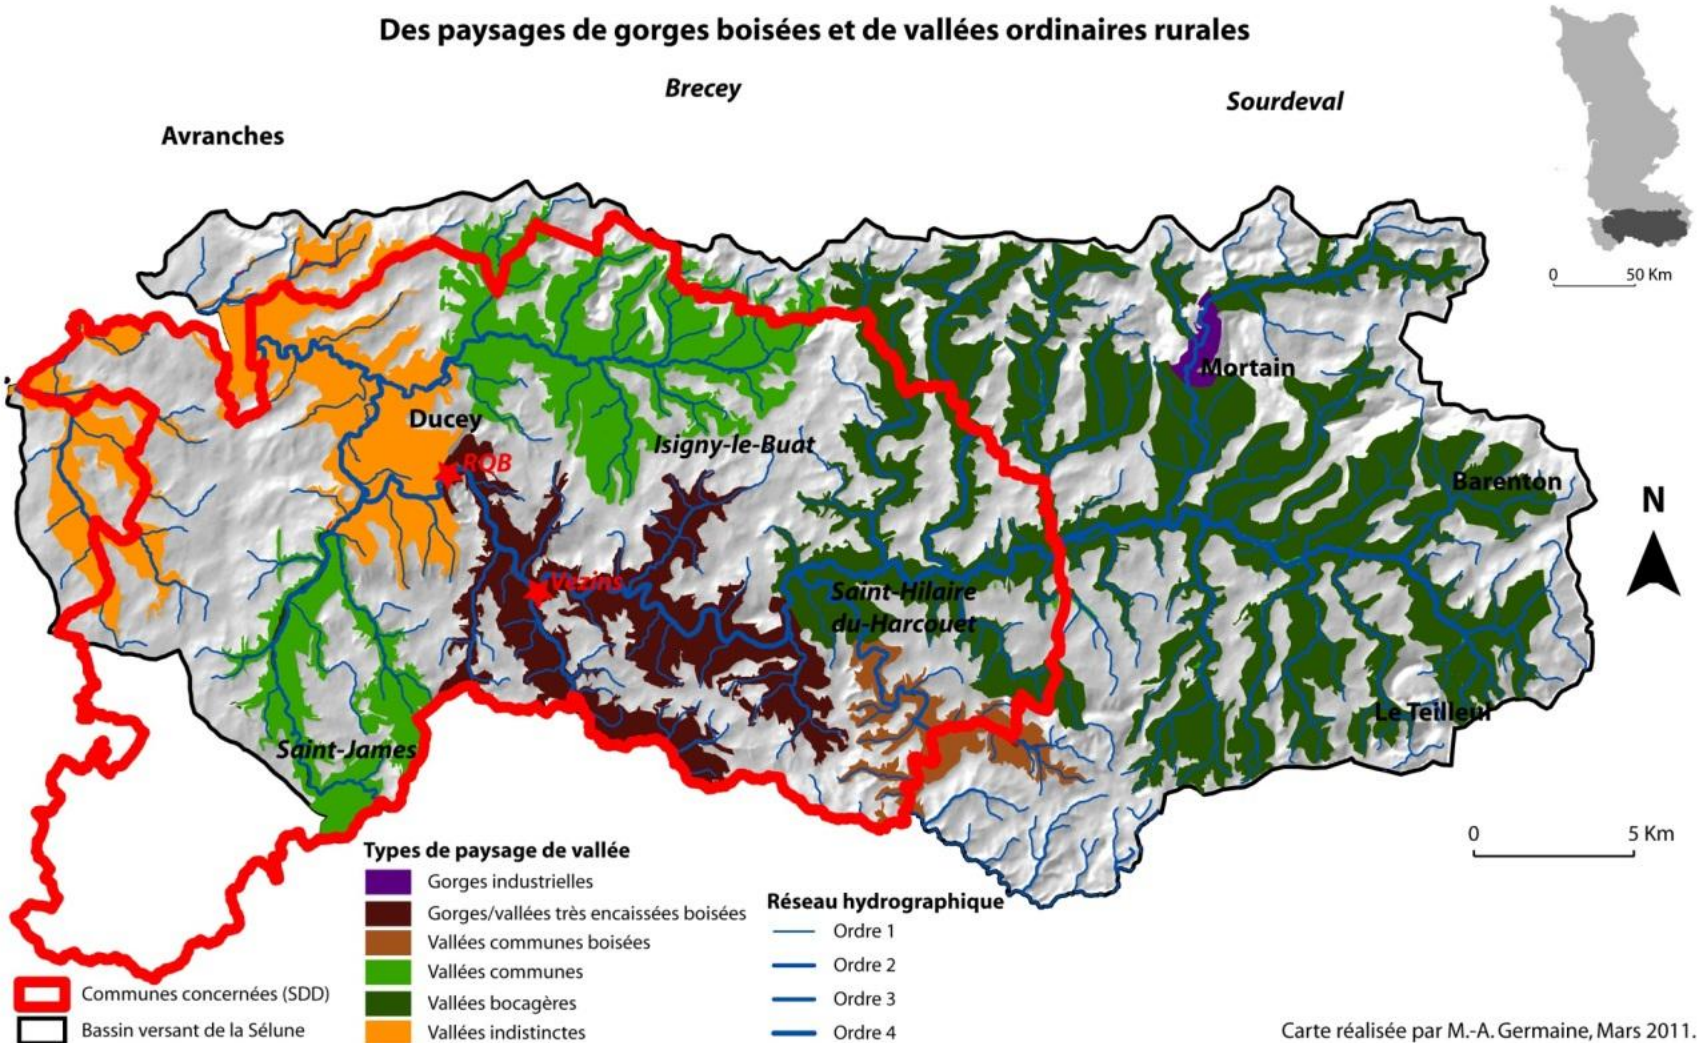 Des paysages de gorges boisées et de vallées ordinaires rurales
Brecey
Sourdeval
Avranches
0 50 Km
Mortain
Ducey
Isigny-le-Buat
RQB
Barenton
N
Vezins
Saint-Hilaire
du-Harcouet
Le Teilleul
Saint-James
0 5 Km
Types de paysage de vallée
Gorges industrielles
Gorges/vallées très encaissées boisées
Vallées communes boisées
Vallées communes
Vallées bocagères
Vallées indistinctes
Réseau hydrographique
Ordre 1
Ordre 2
Ordre 3
Ordre 4
Communes concernées (SDD)
Bassin versant de la Sélune
Carte réalisée par M.-A. Germaine, Mars 2011.